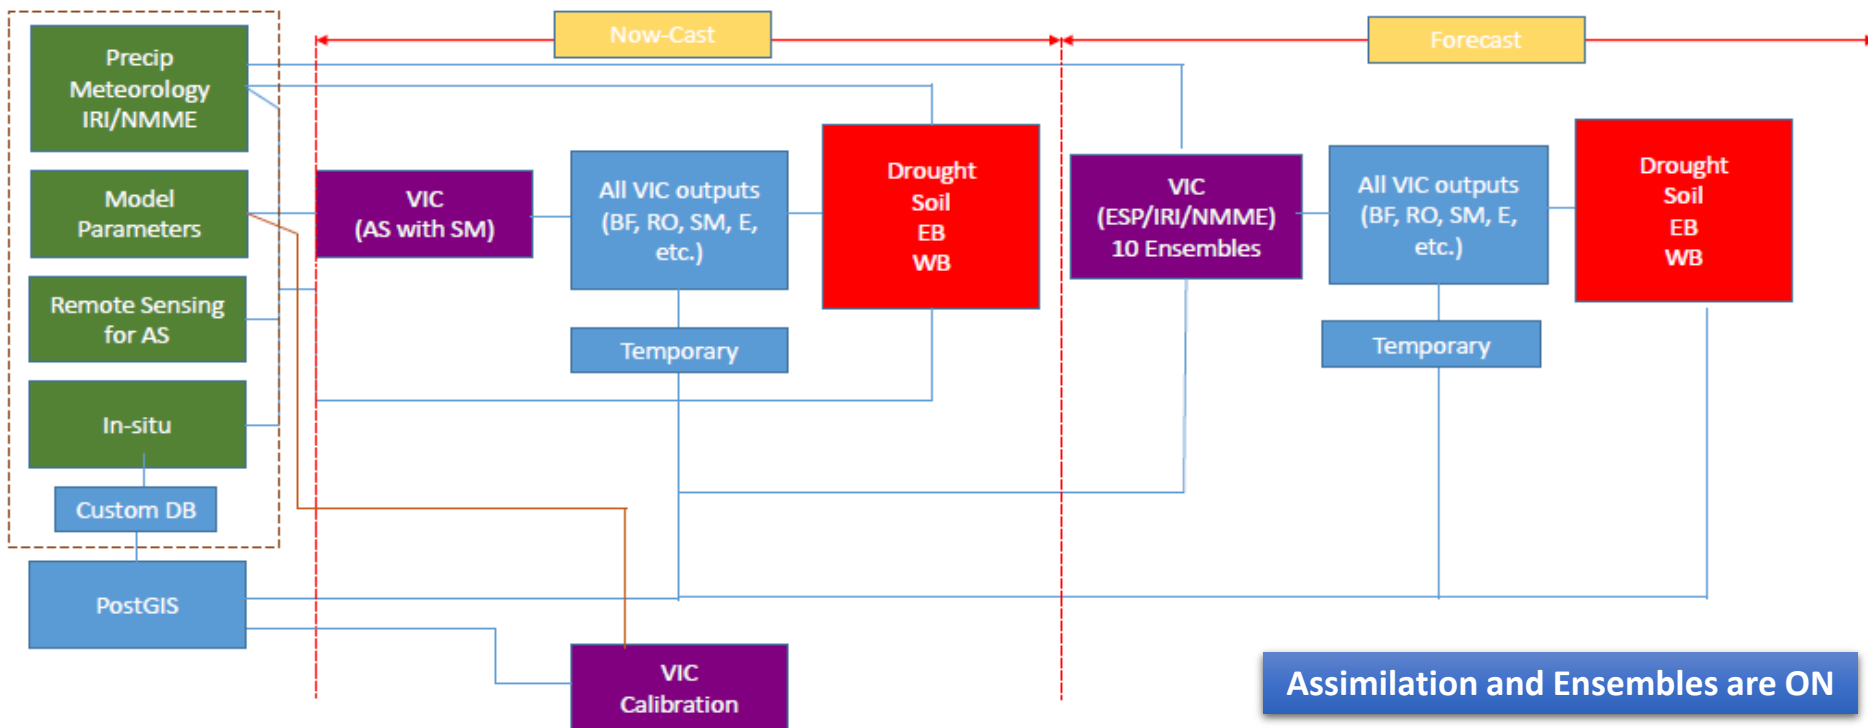 Now-Cast
Forecast
Precip
Meteorology
IRI/NMME
Model
Parameters
Remote Sensing
for AS
In-situ
Custom DB
PostGIS
VIC
(AS with SM)
All VIC outputs
(BF, RO, SM, E,
etc.)
Temporary
Drought
Soil
EB
WB
VIC
Calibration
VIC
(ESP/IRI/NMME)
10 Ensembles
All VIC outputs
(BF, RO, SM, E,
etc.)
Temporary
Drought
Soil
EB
WB
Assimilation and Ensembles are ON